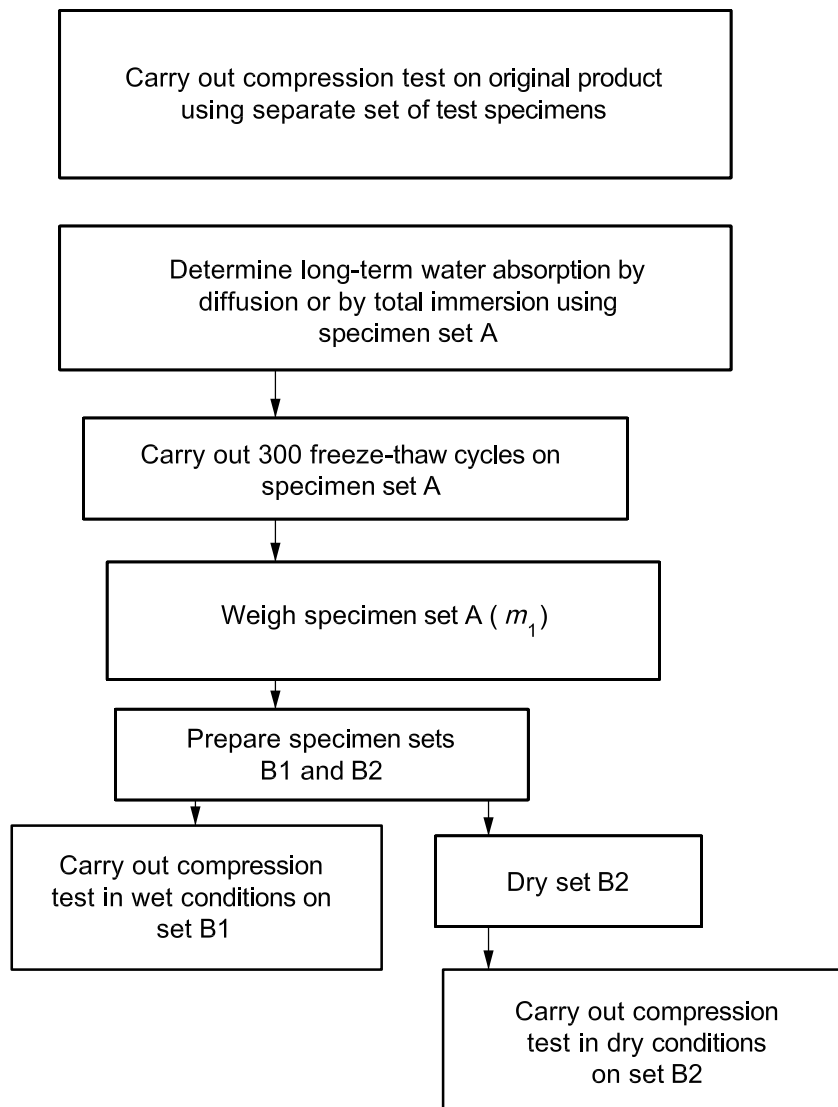 Carry out compression test on original product
using separate set of test specimens
Determine long-term water absorption by
diffusion or by total immersion using
specimen set A
Carry out 300 freeze-thaw cycles on
specimen set A
Weigh specimen set A ( m1)
Prepare specimen sets
B1 and B2
Carry out compression
test in wet conditions on
set B1
Dry set B2
Carry out compression
test in dry conditions
on set B2